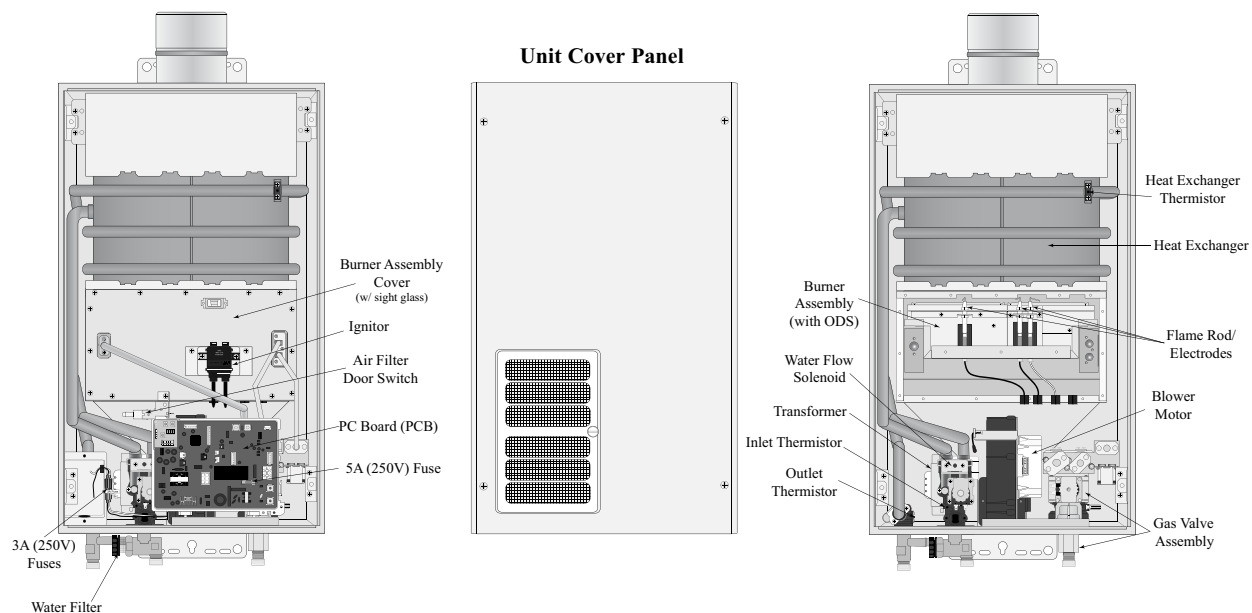 Unit Cover Panel
Burner Assembly
Cover
(w/ sight glass)
Ignitor
Air Filter
Door Switch
PC Board (PCB)
5A (250V) Fuse
3A (250V)
Fuses
Water Filter
Heat Exchanger
Thermistor
Heat Exchanger
Burner
Assembly
(with ODS)
Flame Rod/
Electrodes
Water Flow
Solenoid
Blower
Motor
Transformer
Inlet Thermistor
Outlet
Thermistor
Gas Valve
Assembly